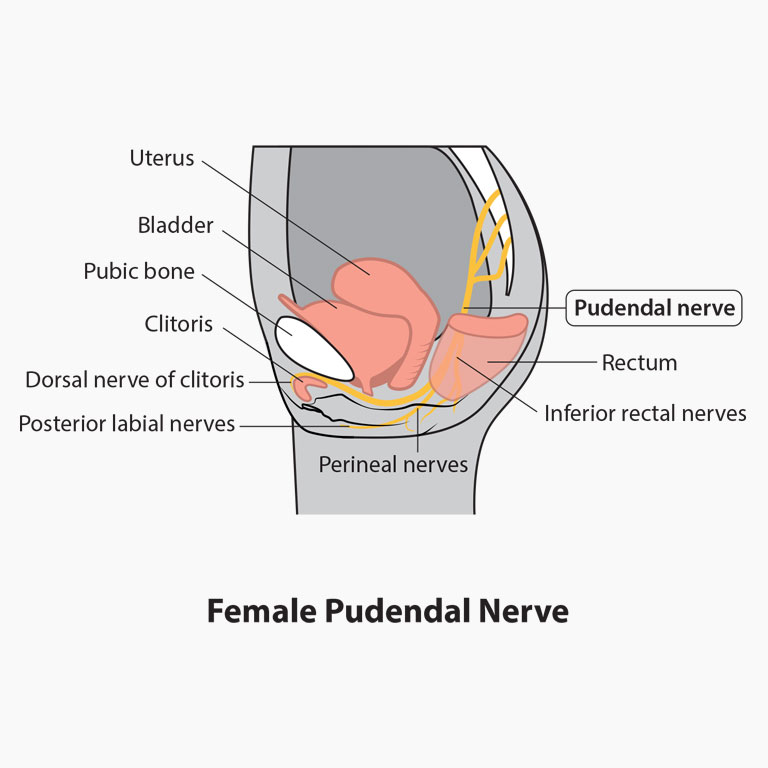 Uterus
Bladder
Pubic bone
Clitoris
Dorsal nerve of clitoris
Posterior labial nerves
Perineal nerves
Pudendal nerve
Rectum
Inferior rectal nerves
Female Pudendal Nerve